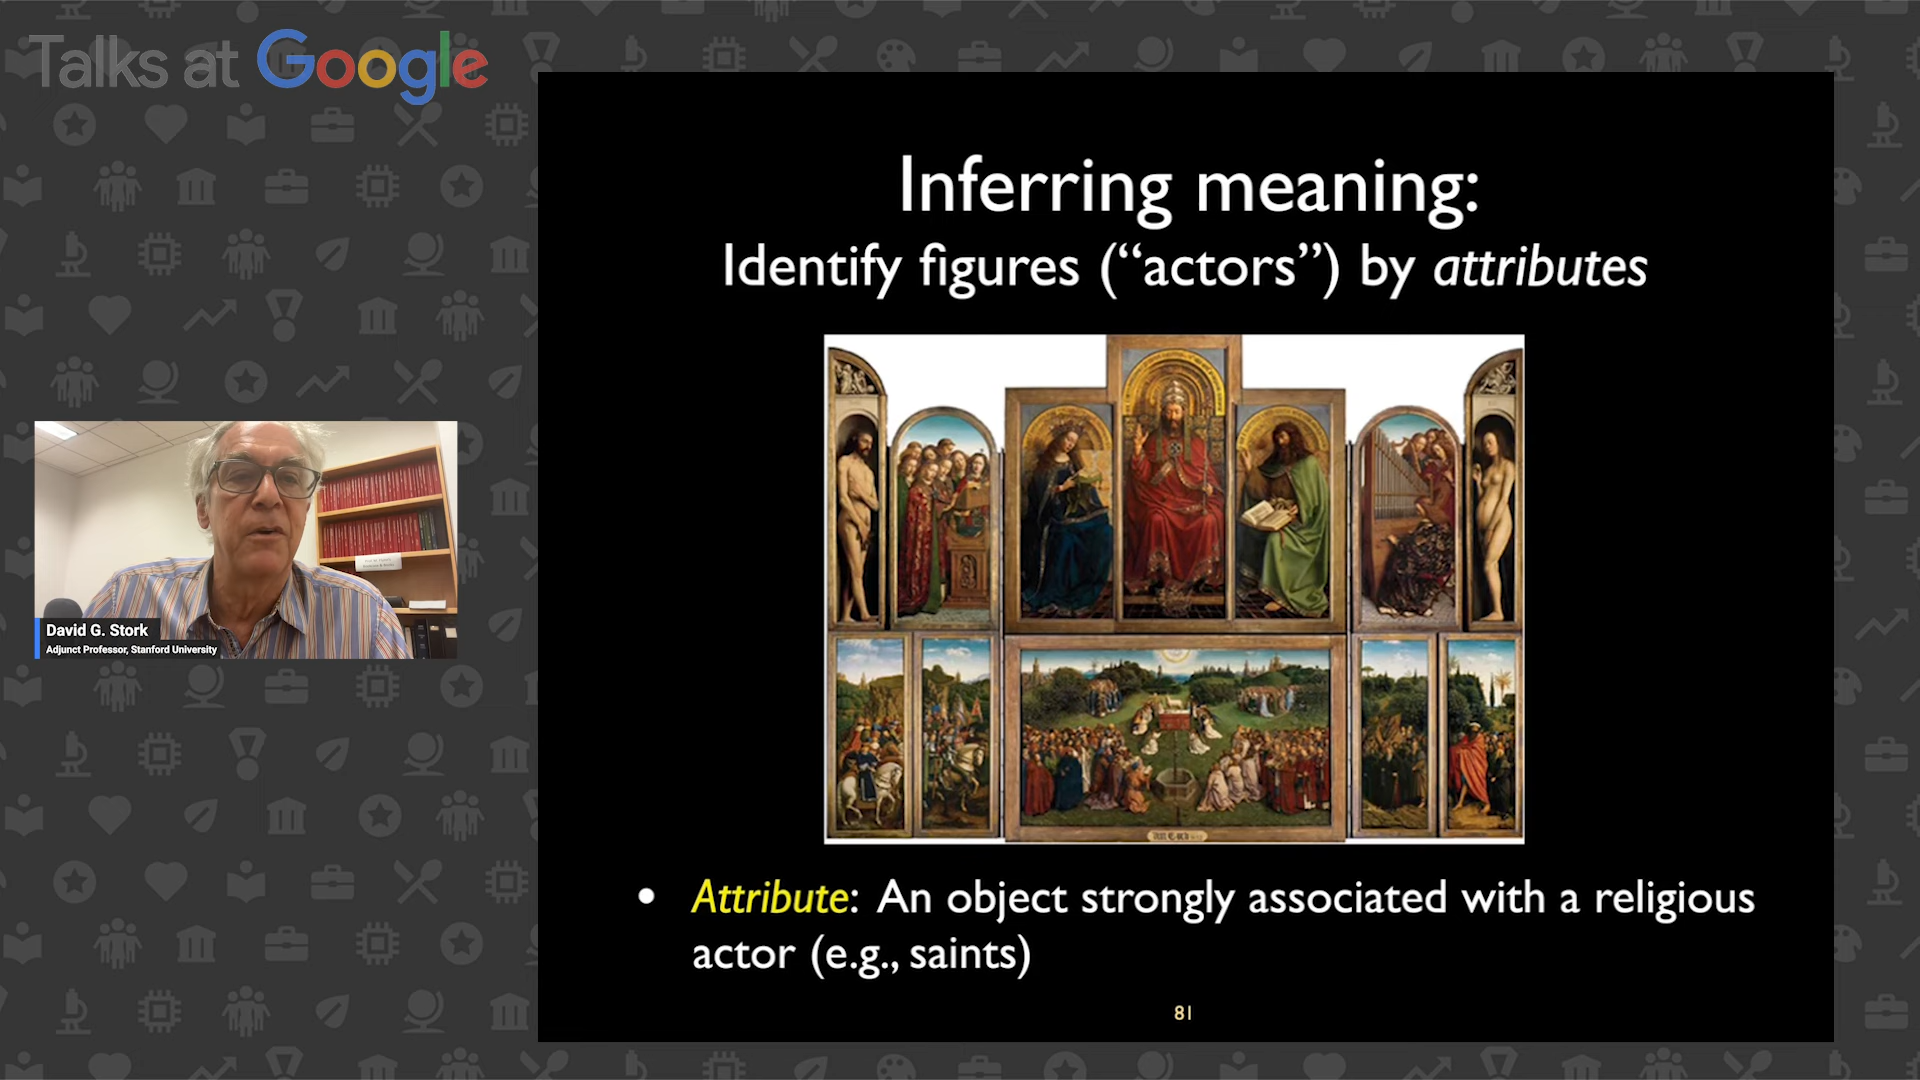 Talks at Google
Inferring meaning:
Identify figures (“actors”) by attributes
David G. Stork
Adjunct Professor, Stanford University
• Attribute: An object strongly associated with a religious
actor (e.g., saints)
81